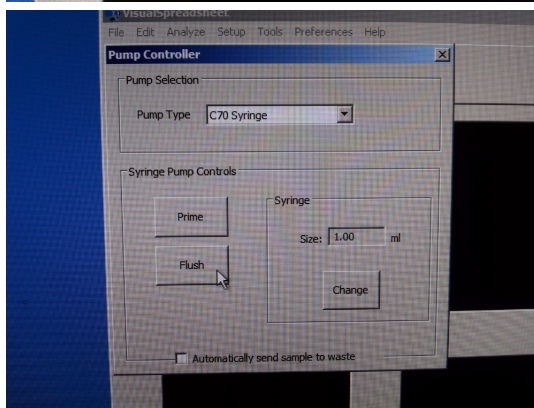 VisualSpreadsheet
File Edit Analyze Setup Tools Preferences Help
Pump Controller
Pump Selection
Pump Type C70 Syringe
Syringe Pump Controls
Syringe
Prime
Size: 1.00 ml
Flush
Change
Automatically send sample to waste